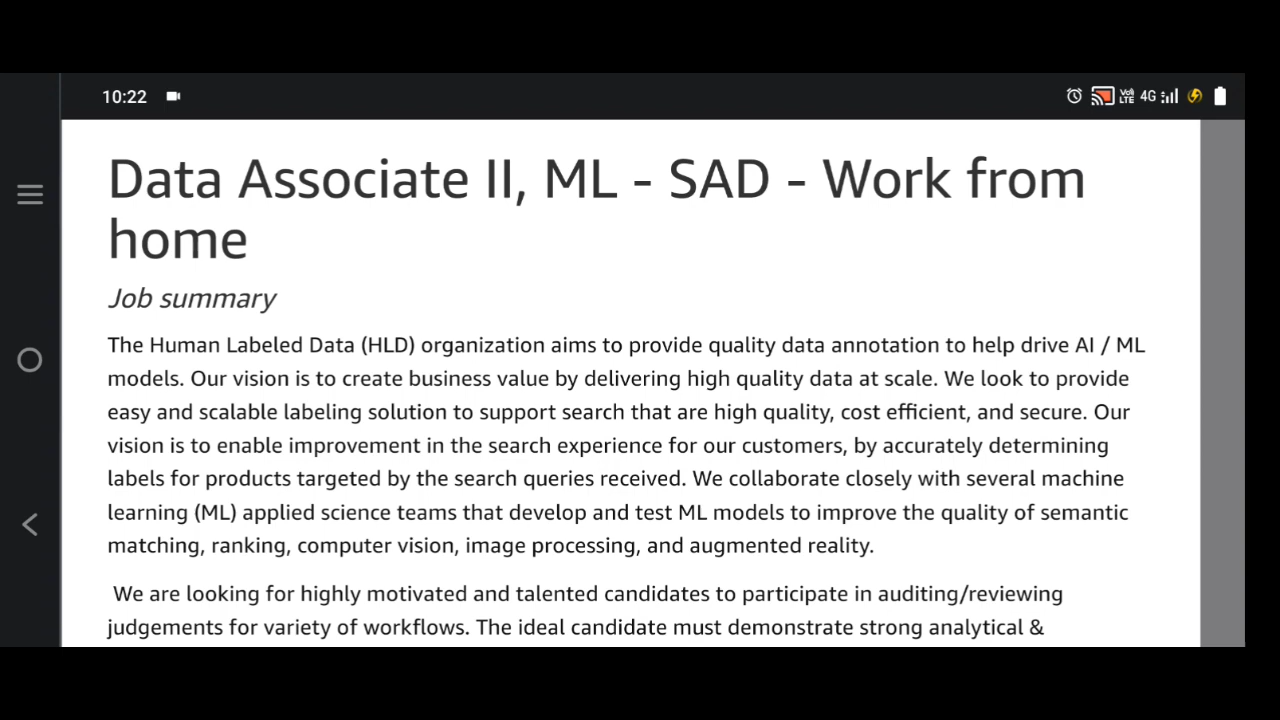 10:22
Vo) LTE 4G
Data Associate II, ML - SAD - Work from
home
Job summary
The Human Labeled Data (HLD) organization aims to provide quality data annotation to help drive AI / ML
models. Our vision is to create business value by delivering high quality data at scale. We look to provide
easy and scalable labeling solution to support search that are high quality, cost efficient, and secure. Our
vision is to enable improvement in the search experience for our customers, by accurately determining
labels for products targeted by the search queries received. We collaborate closely with several machine
learning (ML) applied science teams that develop and test ML models to improve the quality of semantic
matching, ranking, computer vision, image processing, and augmented reality.
We are looking for highly motivated and talented candidates to participate in auditing/reviewing
judgements for variety of workflows. The ideal candidate must demonstrate strong analytical &